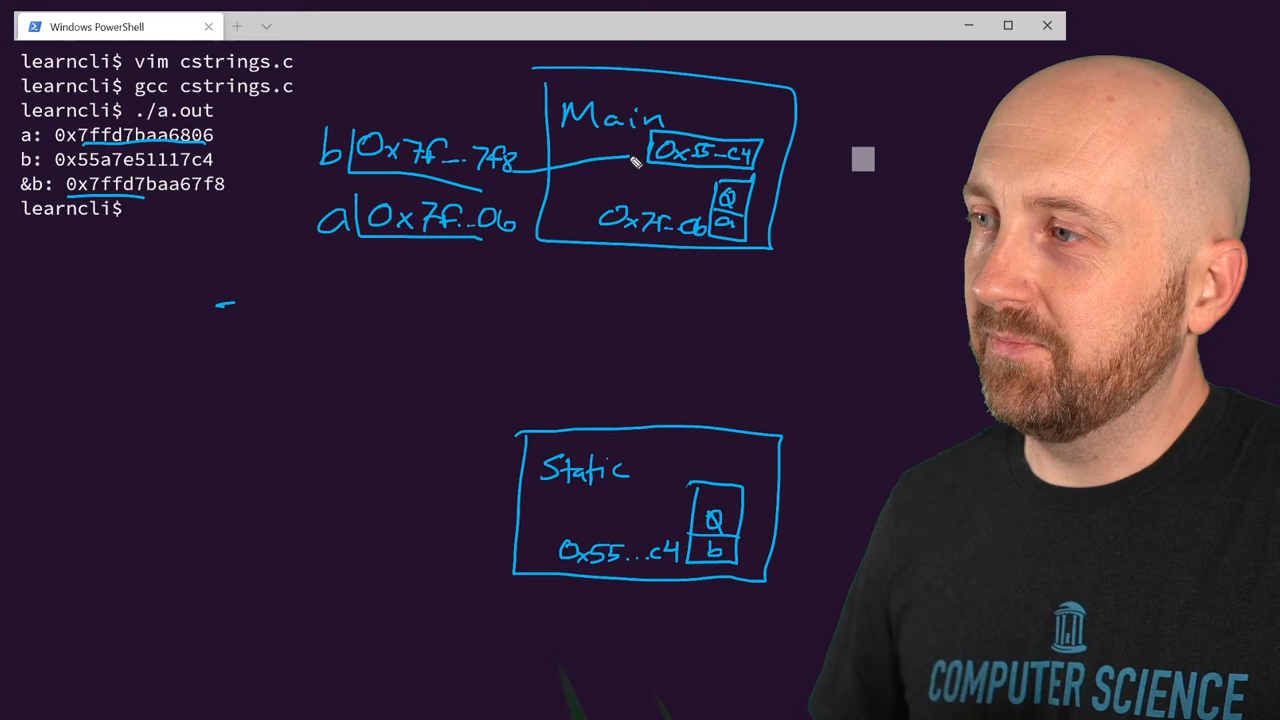 Windows PowerShell
learncli$ vim cstrings.c
learncli$ gcc cstrings.c
learncli$ ./a.out
a: 0x7ffd7baa6806
b: 0x55a7e51117c4
&b: 0x7ffd7baa67f8
learncli$
b 0x7f...7f8
a 0x7f...06
Main
0x55...c4
Q
0x7f...06 a
Static
Q
0x55...c4 b
COMPUTER SCIENCE